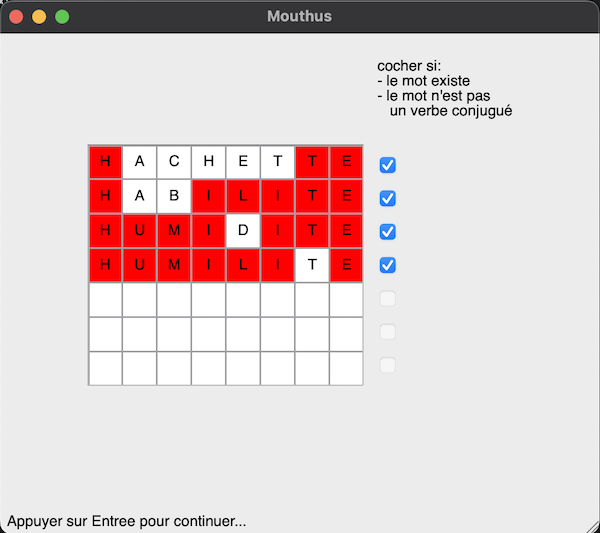 Mouthus
cocher si:
- le mot existe
- le mot n'est pas
un verbe conjugué
H A C H E T T E
H A B I L I T E
H U M I D I T E
H U M I L I T E
Appuyer sur Entree pour continuer...